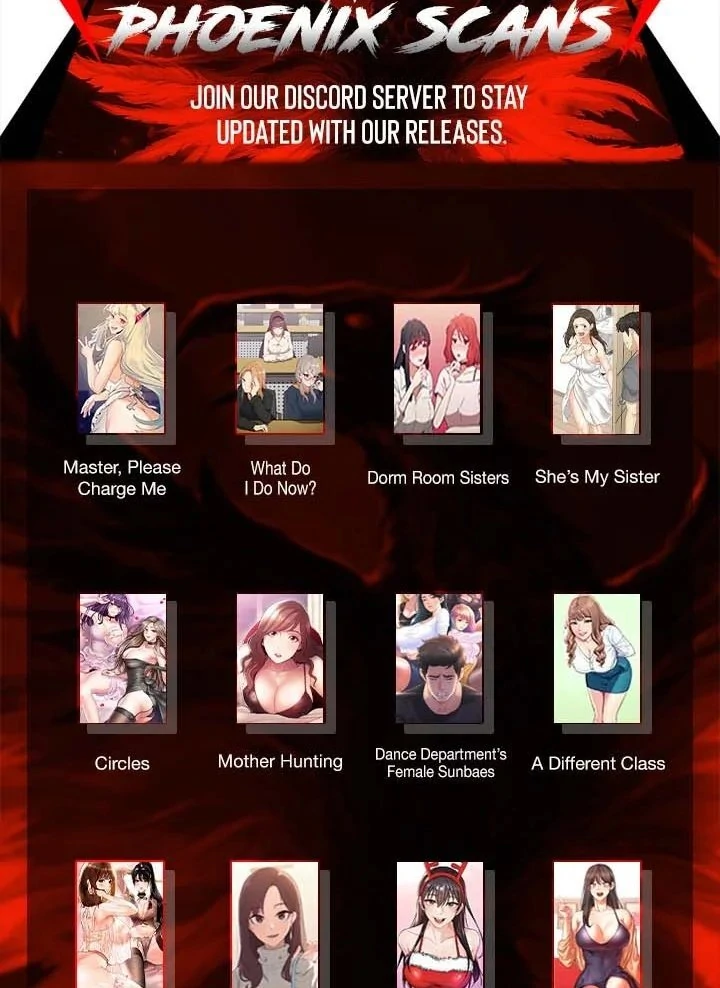 PHOENIX SCANS
JOIN OUR DISCORD SERVER TO STAY
UPDATED WITH OUR RELEASES.
Master, Please
Charge Me
What Do
I Do Now?
Dorm Room Sisters
She's My Sister
Circles
Mother Hunting
Dance Department's
Female Sunbaes
A Different Class